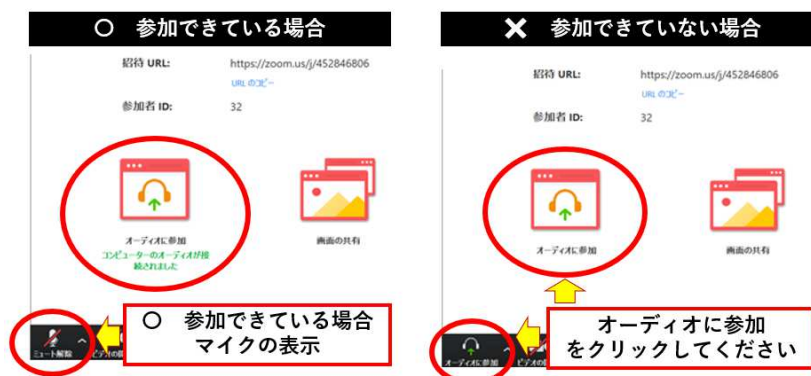 〇 参加できている場合
招待 URL:
https://zoom.us/j/452846806
URL のコピー
参加者 ID:
32
オーディオに参加
コンピューターのオーディオが接
続されました
画面の共有
〇 参加できている場合
マイクの表示
ミュート解除
✕ 参加できていない場合
招待 URL:
https://zoom.us/j/452846806
URL のコピー
参加者 ID:
32
オーディオに参加
画面の共有
オーディオに参加
をクリックしてください
オーディオに参加